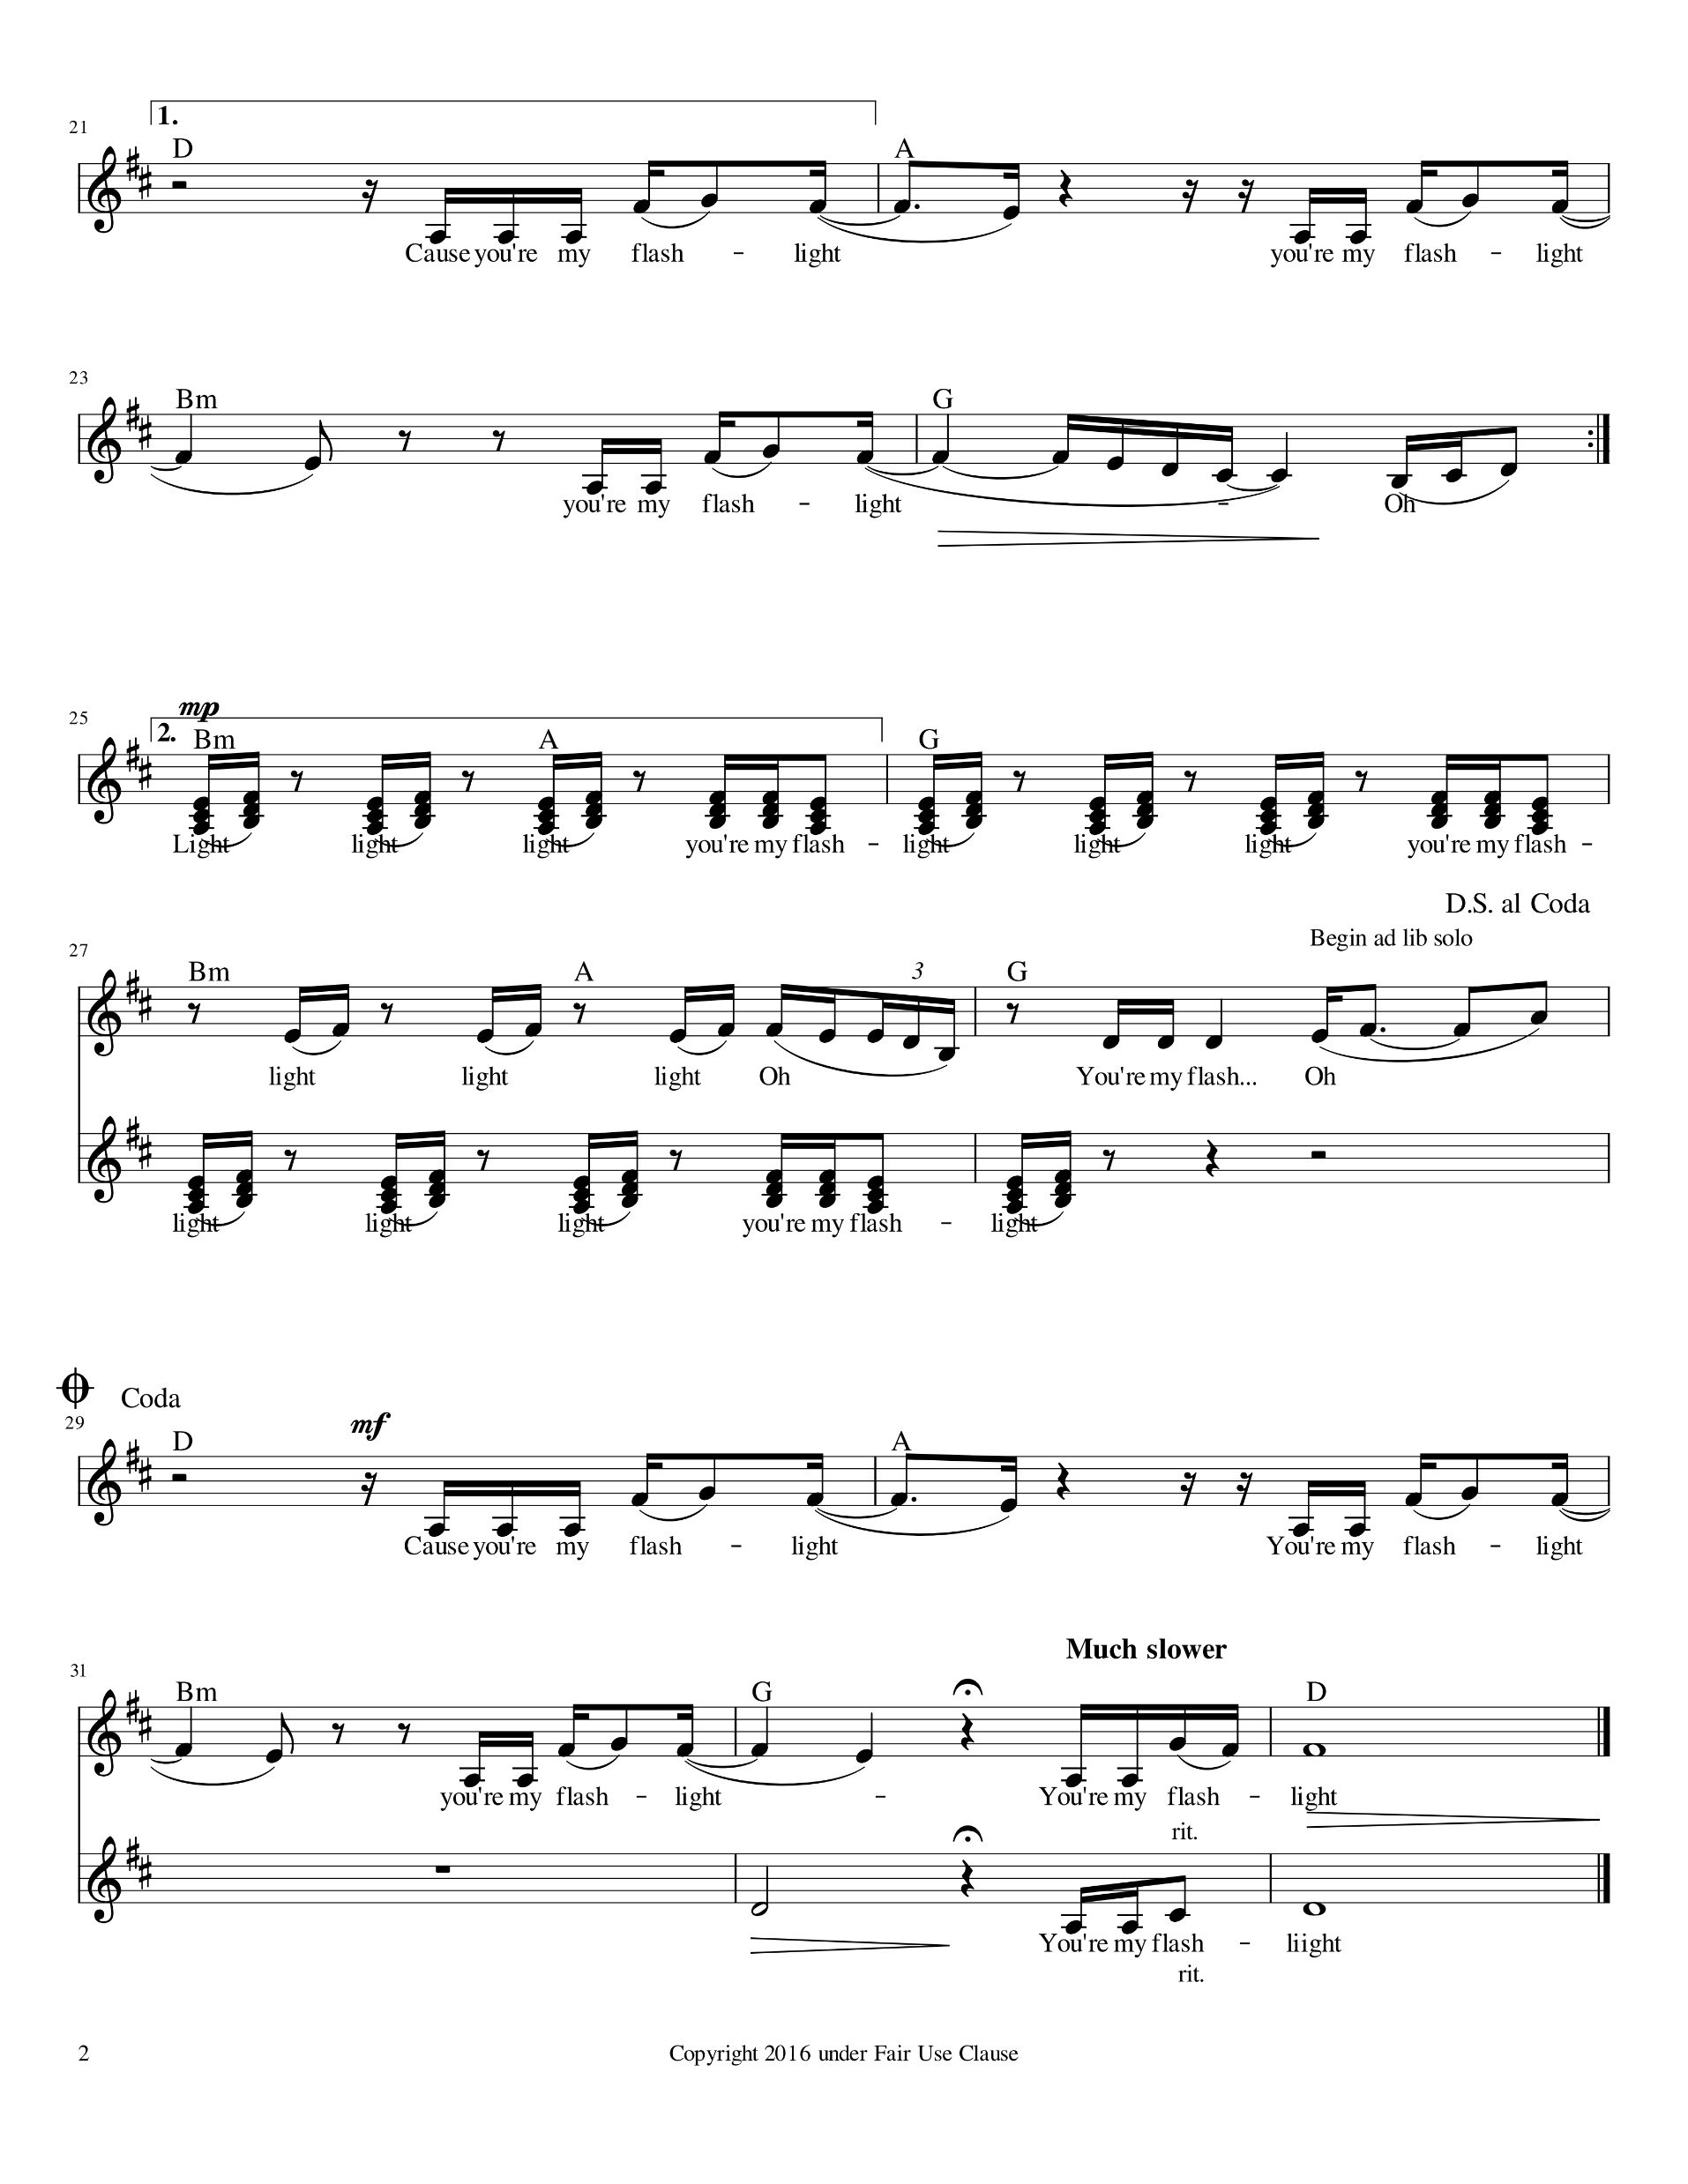 1.
21
D A
Cause you're my flash - light you're my flash - light
23
Bm G
you're my flash - light - Oh
mp
25
2.
Bm A G
Light light light you're my flash - light light light you're my flash -
D.S. al Coda
Begin ad lib solo
27
Bm A 3 G
light light light Oh You're my flash... Oh
light light light you're my flash - light
Coda
29
mf
D A
Cause you're my flash - light You're my flash - light
Much slower
31
Bm G D
you're my flash - light - You're my flash - light
rit.
You're my flash - liight
rit.
2 Copyright 2016 under Fair Use Clause